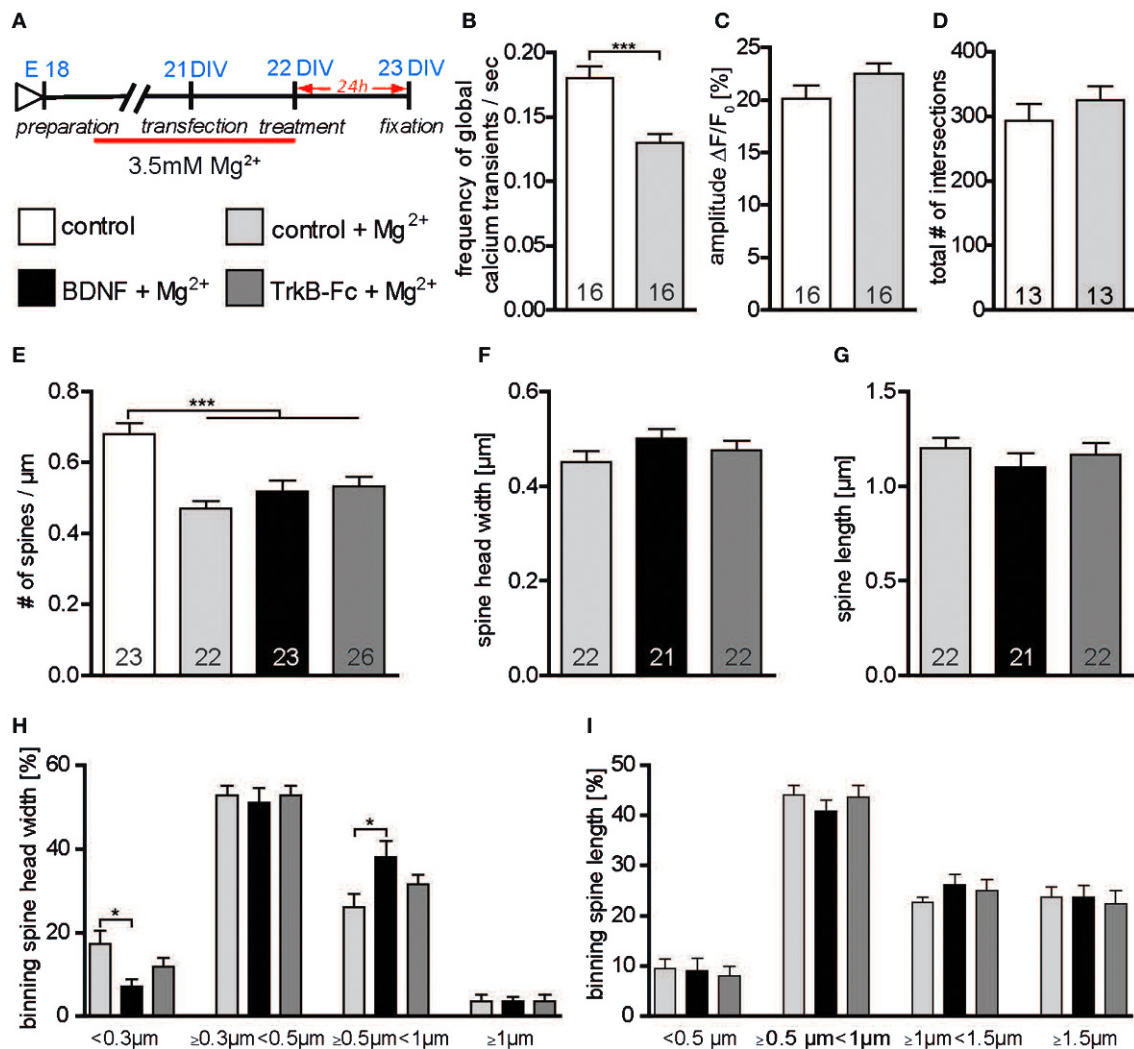 A
E 18
21 DIV
22 DIV
23 DIV
24h
preparation
transfection
treatment
fixation
3.5mM Mg²⁺
control
control + Mg²⁺
BDNF + Mg²⁺
TrkB-Fc + Mg²⁺
B
frequency of global
calcium transients / sec
0.20
0.15
0.10
0.05
0.00
***
16
16
C
amplitude ΔF/F₀ [%]
25
20
15
10
5
0
16
16
D
total # of intersections
400
300
200
100
0
13
13
E
# of spines / µm
0.8
0.6
0.4
0.2
0.0
***
23
22
23
26
F
spine head width [µm]
0.6
0.4
0.2
0.0
22
21
22
G
spine length [µm]
1.5
1.0
0.5
0.0
22
21
22
H
binning spine head width [%]
60
40
20
0
*
*
<0.3µm
≥0.3µm<0.5µm
≥0.5µm<1µm
≥1µm
I
binning spine length [%]
50
40
30
20
10
0
<0.5 µm
≥0.5 µm<1µm
≥1µm<1.5µm
≥1.5µm